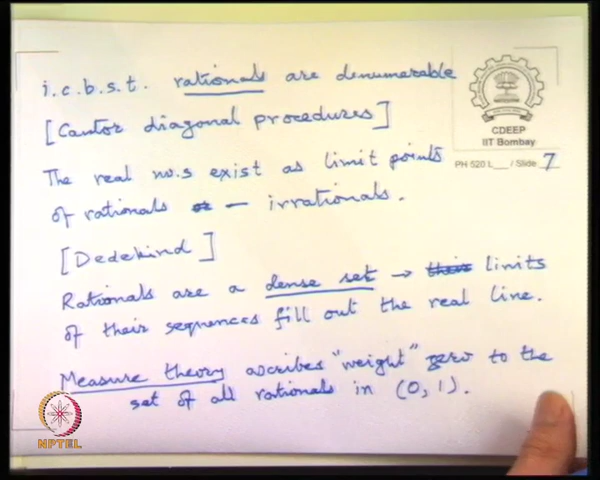 i.c.b.s.t. rationals are denumerable
[Cantor diagonal procedures]
The real no.s exist as limit points
of rationals — irrationals.
[Dedekind]
Rationals are a dense set → their limits
of their sequences fill out the real line.
Measure theory ascribes "weight" zero to the
set of all rationals in (0, 1).
CDEEP
IIT Bombay
PH 520 L__ / Slide 7
NPTEL